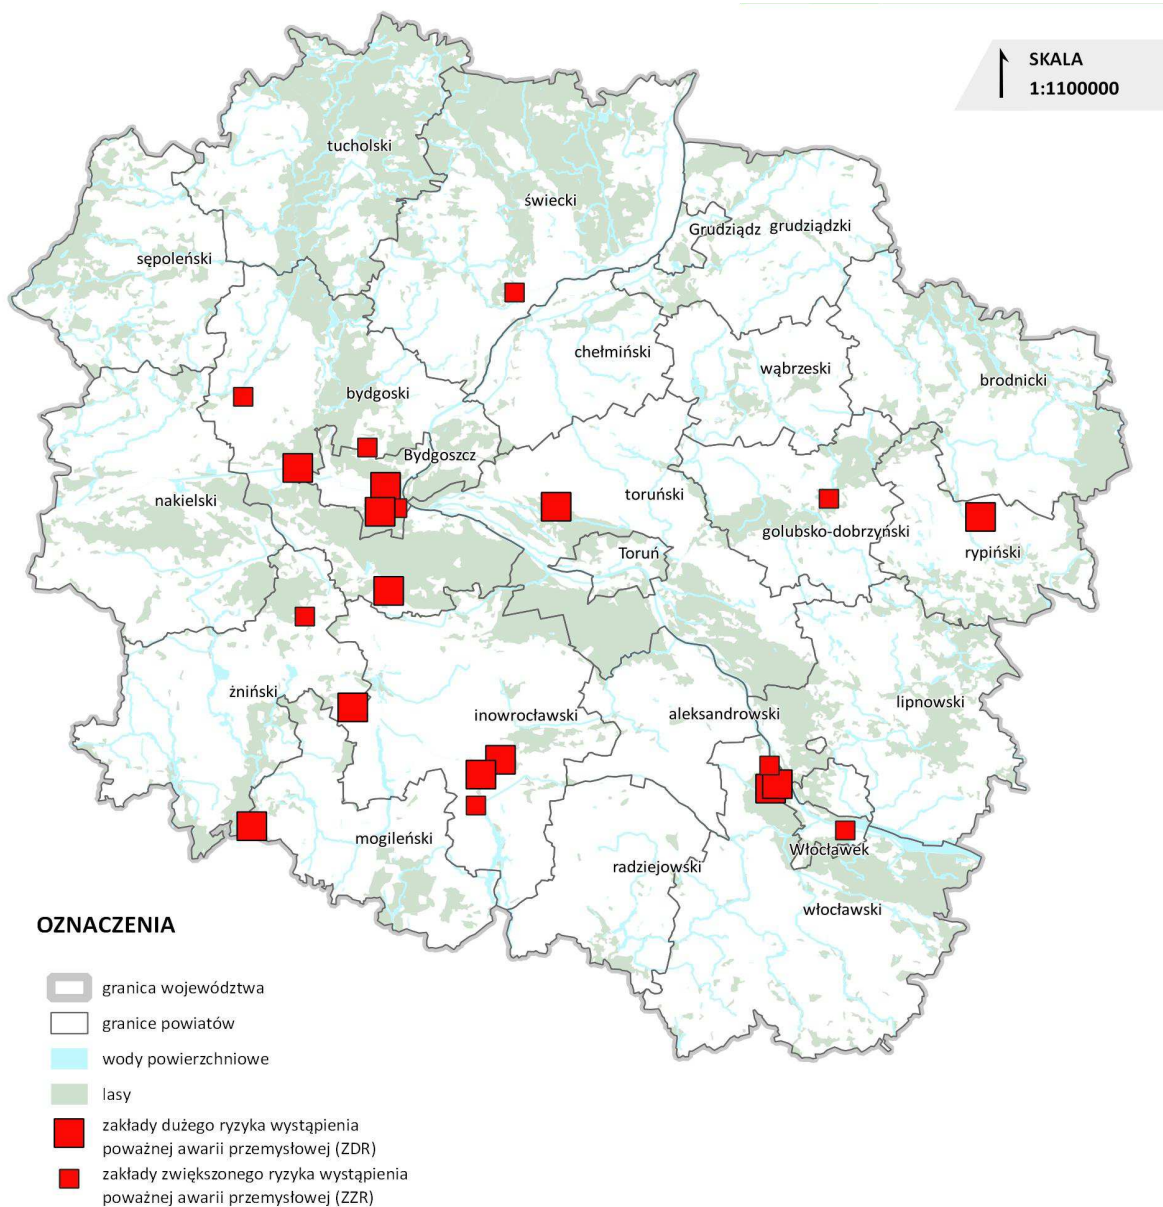 SKALA
1:1100000
tucholski
świecki
Grudziądz
grudziądzki
sępoleński
chełmiński
wąbrzeski
brodnicki
bydgoski
Bydgoszcz
nakielski
toruński
golubsko-dobrzyński
Toruń
rypiński
żniński
inowrocławski
aleksandrowski
lipnowski
mogileński
Włocławek
radziejowski
włocławski
OZNACZENIA
granica województwa
granice powiatów
wody powierzchniowe
lasy
zakłady dużego ryzyka wystąpienia
poważnej awarii przemysłowej (ZDR)
zakłady zwiększonego ryzyka wystąpienia
poważnej awarii przemysłowej (ZZR)